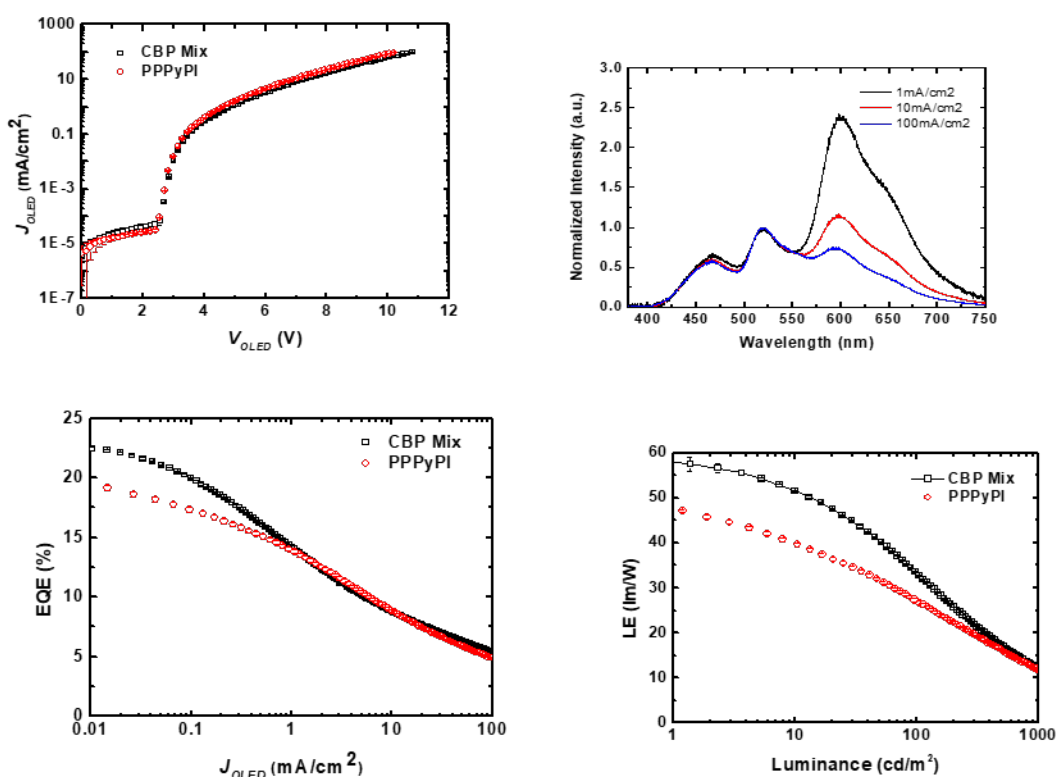 1000
10
0.1
1E-3
1E-5
1E-7
J_OLED (mA/cm²)
CBP Mix
PPPyPI
0 2 4 6 8 10 12
V_OLED (V)
3.0
2.5
2.0
1.5
1.0
0.5
0.0
Normalized Intensity (a.u.)
1mA/cm2
10mA/cm2
100mA/cm2
400 450 500 550 600 650 700 750
Wavelength (nm)
25
20
15
10
5
0
EQE (%)
CBP Mix
PPPyPI
0.01 0.1 1 10 100
J_OLED (mA/cm²)
60
50
40
30
20
10
0
LE (lm/W)
CBP Mix
PPPyPI
1 10 100 1000
Luminance (cd/m²)